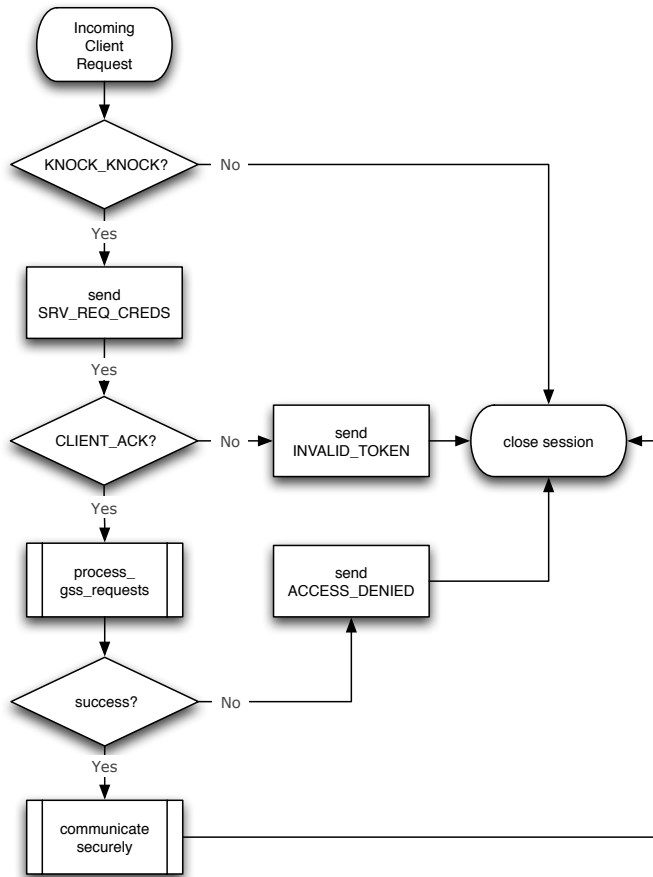 Incoming
Client
Request
KNOCK_KNOCK?
No
Yes
send
SRV_REQ_CREDS
Yes
CLIENT_ACK?
No
send
INVALID_TOKEN
close session
Yes
process_
gss_requests
send
ACCESS_DENIED
success?
No
Yes
communicate
securely